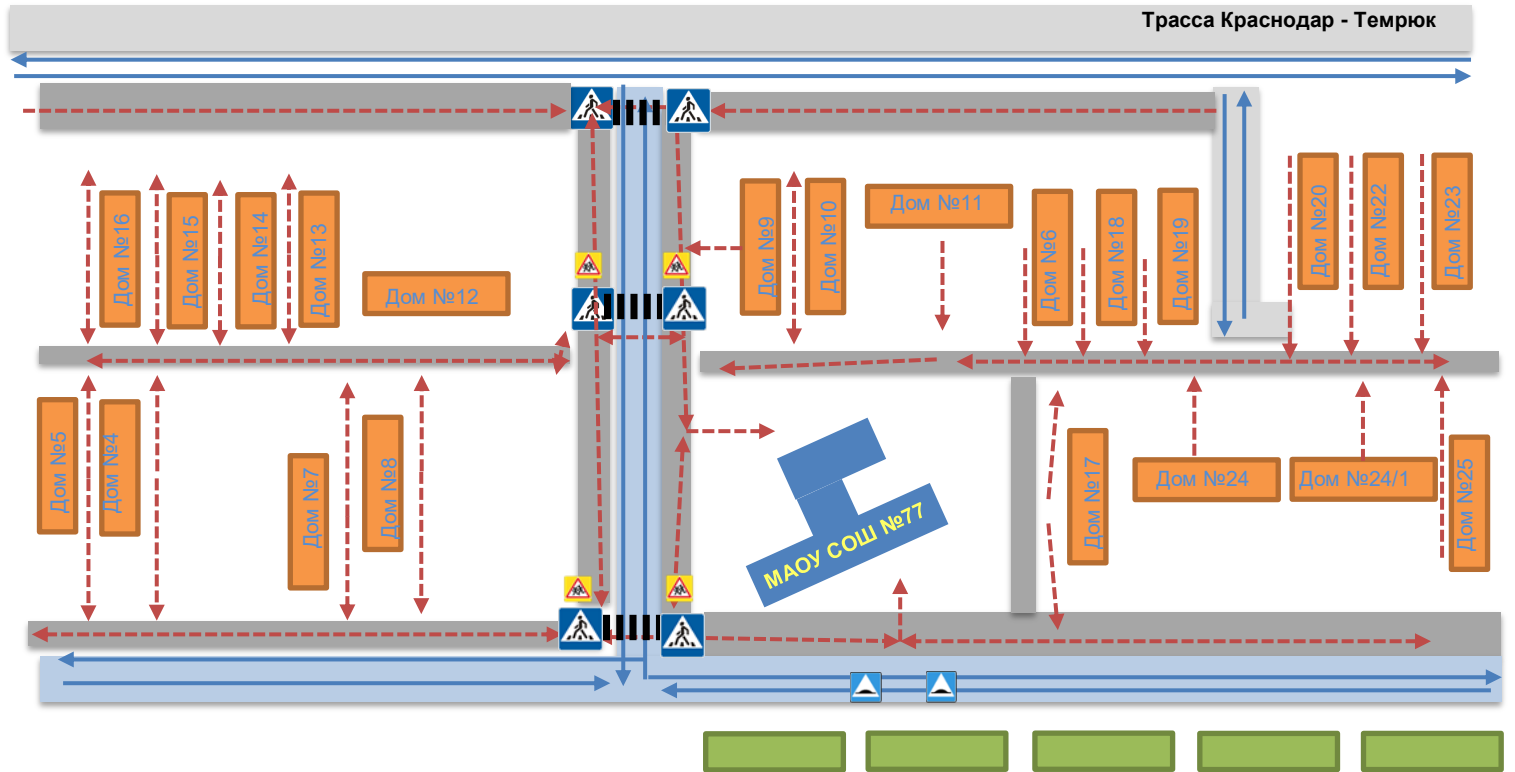 Трасса Краснодар - Темрюк
Дом №16
Дом №15
Дом №14
Дом №13
Дом №12
Дом №9
Дом №10
Дом №11
Дом №6
Дом №18
Дом №19
Дом №20
Дом №22
Дом №23
Дом №5
Дом №4
Дом №7
Дом №8
МАОУ СОШ №77
Дом №17
Дом №24
Дом №24/1
Дом №25